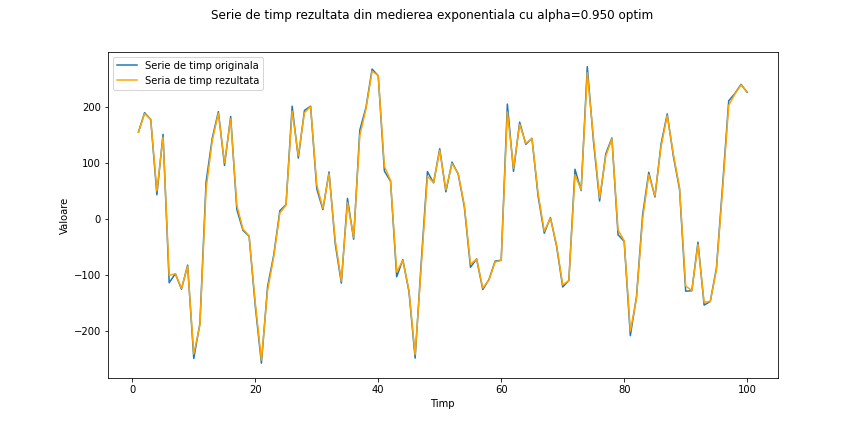 Serie de timp rezultata din medierea exponentiala cu alpha=0.950 optim
Serie de timp originala
Seria de timp rezultata
200
100
0
−100
−200
Valoare
0 20 40 60 80 100
Timp